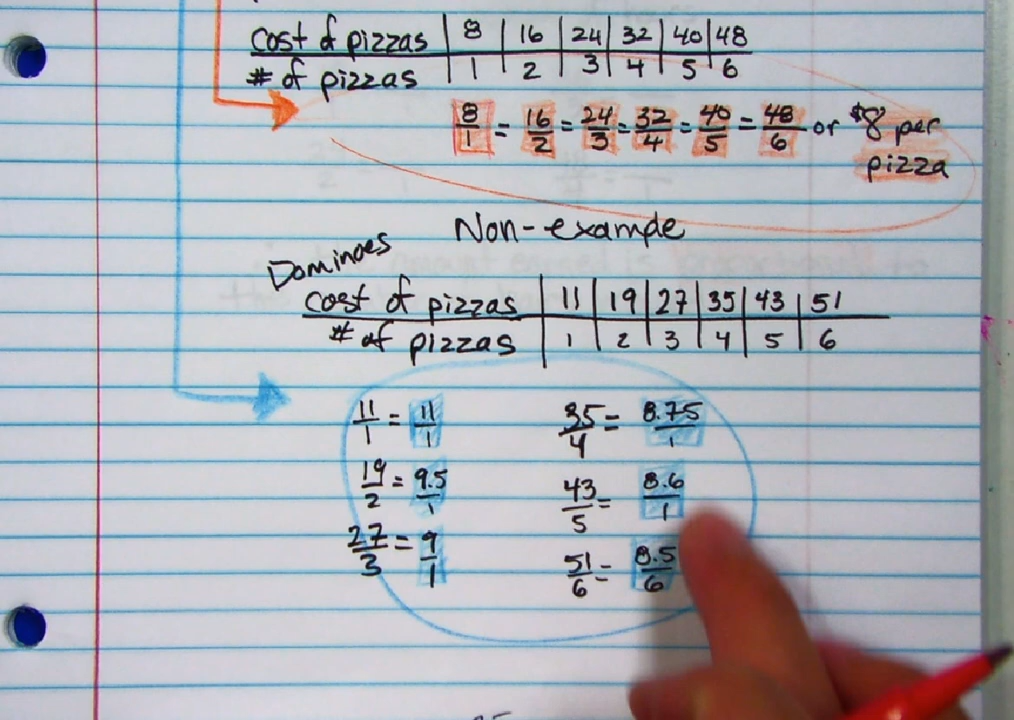 cost of pizzas | 8 | 16 | 24 | 32 | 40 | 48
# of pizzas | 1 | 2 | 3 | 4 | 5 | 6
8/1 = 16/2 = 24/3 = 32/4 = 40/5 = 48/6 or $8 per pizza
Non-example
Dominoes
cost of pizzas | 11 | 19 | 27 | 35 | 43 | 51
# of pizzas | 1 | 2 | 3 | 4 | 5 | 6
11/1 = 11/1
19/2 = 9.5/1
27/3 = 9/1
35/4 = 8.75/1
43/5 = 8.6/1
51/6 = 8.5/6